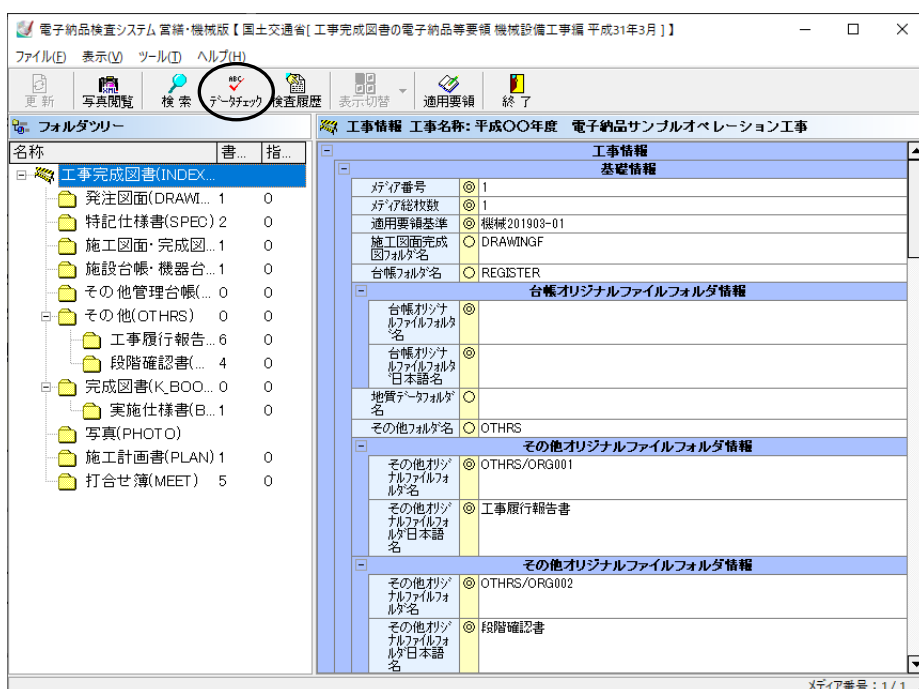 電子納品検査システム 営繕・機械版【 国土交通省[ 工事完成図書の電子納品等要領 機械設備工事編 平成31年3月 ] 】
ファイル(F) 表示(V) ツール(T) ヘルプ(H)
更 新 写真閲覧 検 索 データチェック 検査履歴 表示切替 適用要領 終 了
フォルダツリー
名称 書... 指...
工事完成図書(INDEX...
発注図面(DRAWI... 1 0
特記仕様書(SPEC) 2 0
施工図面・完成図... 1 0
施設台帳・機器台... 1 0
その他管理台帳(... 0 0
その他(OTHRS) 0 0
工事履行報告... 6 0
段階確認書(... 4 0
完成図書(K_BOO... 0 0
実施仕様書(B... 1 0
写真(PHOTO)
施工計画書(PLAN) 1 0
打合せ簿(MEET) 5 0
工事情報 工事名称: 平成〇〇年度 電子納品サンプルオペレーション工事
工事情報
基礎情報
メディア番号 ◎ 1
メディア総枚数 ◎ 1
適用要領基準 ◎ 機械201903-01
施工図面完成 ○ DRAWINGF
図フォルダ名
台帳フォルダ名 ○ REGISTER
台帳オリジナルファイルフォルダ情報
台帳オリジナ ◎
ルファイルフォルダ
名
台帳オリジナ ◎
ルファイルフォルダ
日本語名
地質データフォルダ ○
名
その他フォルダ名 ○ OTHRS
その他オリジナルファイルフォルダ情報
その他オリジ ◎ OTHRS/ORG001
ナルファイルフォ
ルダ名
その他オリジ ◎ 工事履行報告書
ナルファイルフォ
ルダ日本語
名
その他オリジナルファイルフォルダ情報
その他オリジ ◎ OTHRS/ORG002
ナルファイルフォ
ルダ名
その他オリジ ◎ 段階確認書
ナルファイルフォ
ルダ日本語
名
メディア番号 : 1 / 1